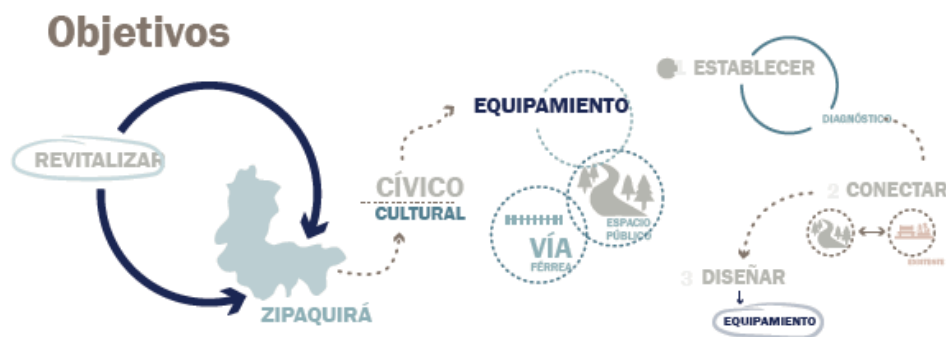 Objetivos
REVITALIZAR
ZIPAQUIRÁ
CÍVICO
CULTURAL
EQUIPAMIENTO
VÍA
FÉRREA
ESPACIO
PÚBLICO
1 ESTABLECER
DIAGNÓSTICO
2 CONECTAR
EXISTENTE
3 DISEÑAR
EQUIPAMIENTO